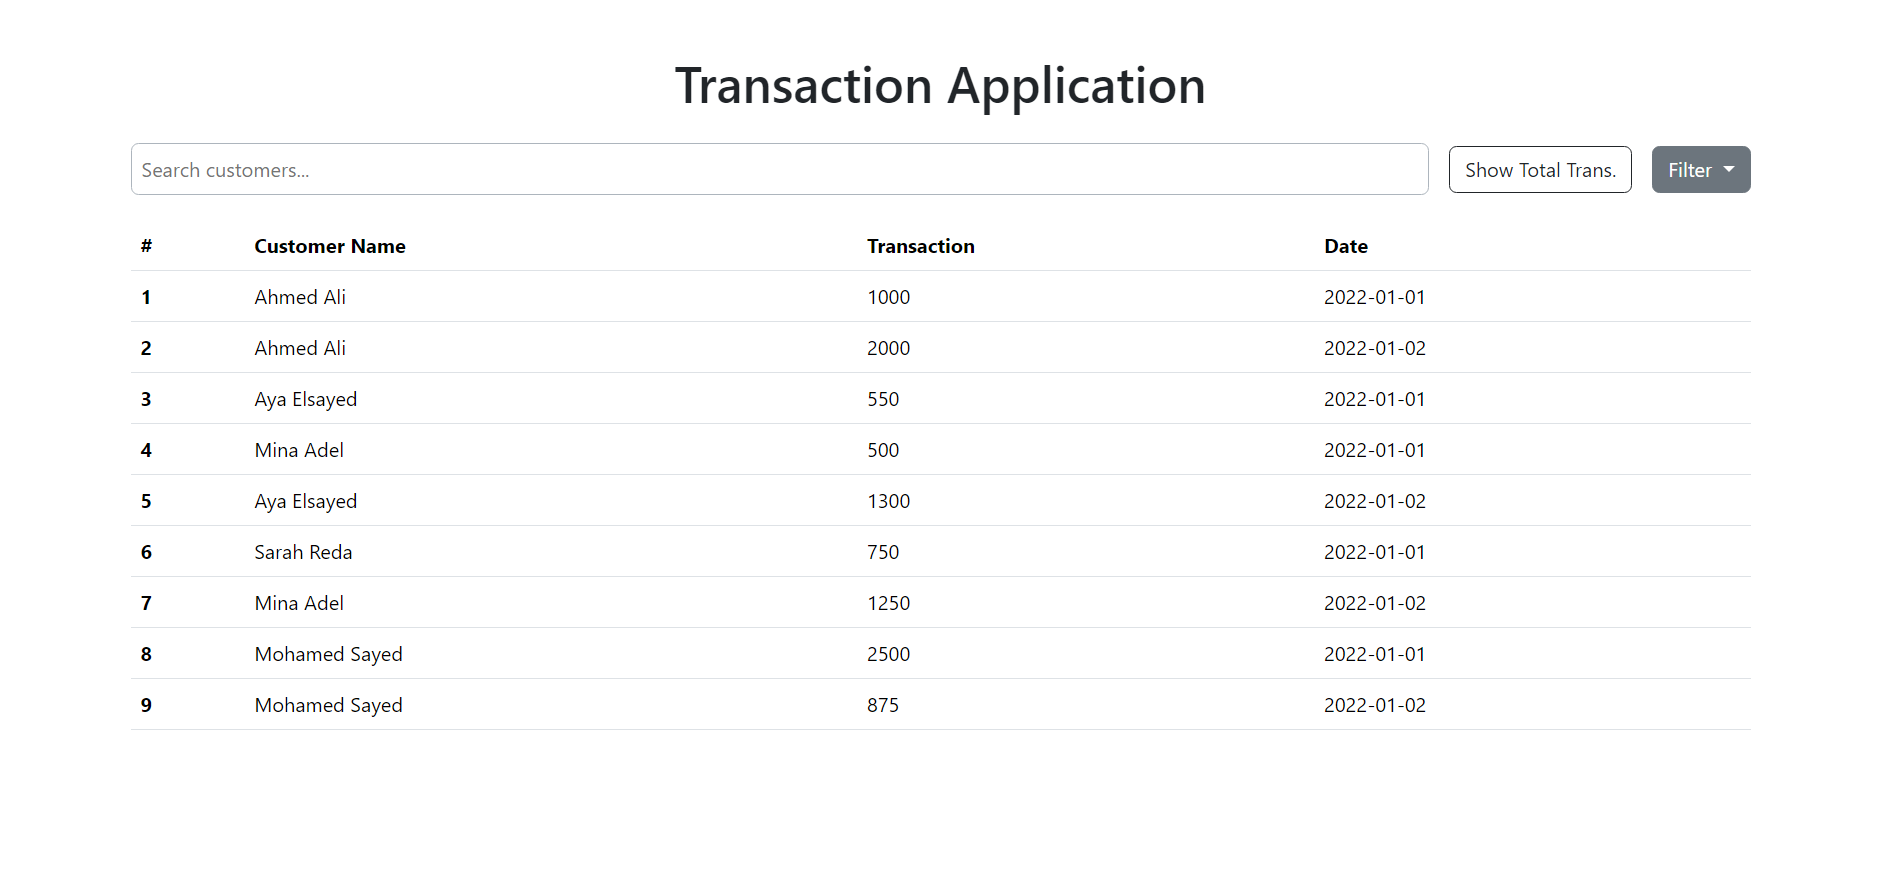 Transaction Application
Search customers...
Show Total Trans.
Filter
# Customer Name Transaction Date
1 Ahmed Ali 1000 2022-01-01
2 Ahmed Ali 2000 2022-01-02
3 Aya Elsayed 550 2022-01-01
4 Mina Adel 500 2022-01-01
5 Aya Elsayed 1300 2022-01-02
6 Sarah Reda 750 2022-01-01
7 Mina Adel 1250 2022-01-02
8 Mohamed Sayed 2500 2022-01-01
9 Mohamed Sayed 875 2022-01-02